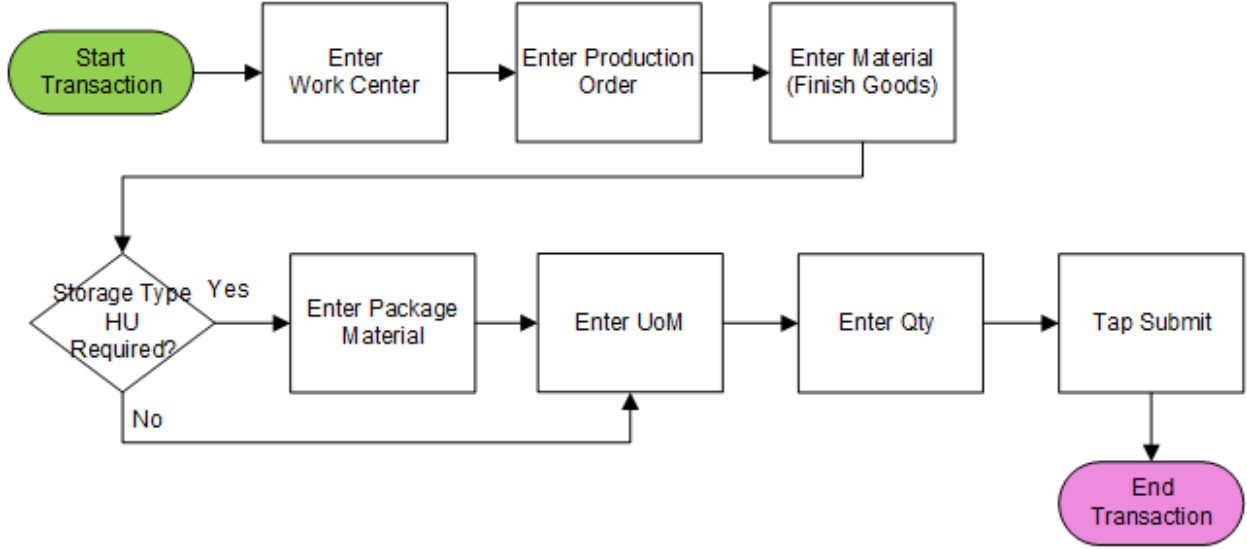 Start
Transaction
Enter
Work Center
Enter Production
Order
Enter Material
(Finish Goods)
Storage Type
HU
Required?
Yes
No
Enter Package
Material
Enter UoM
Enter Qty
Tap Submit
End
Transaction